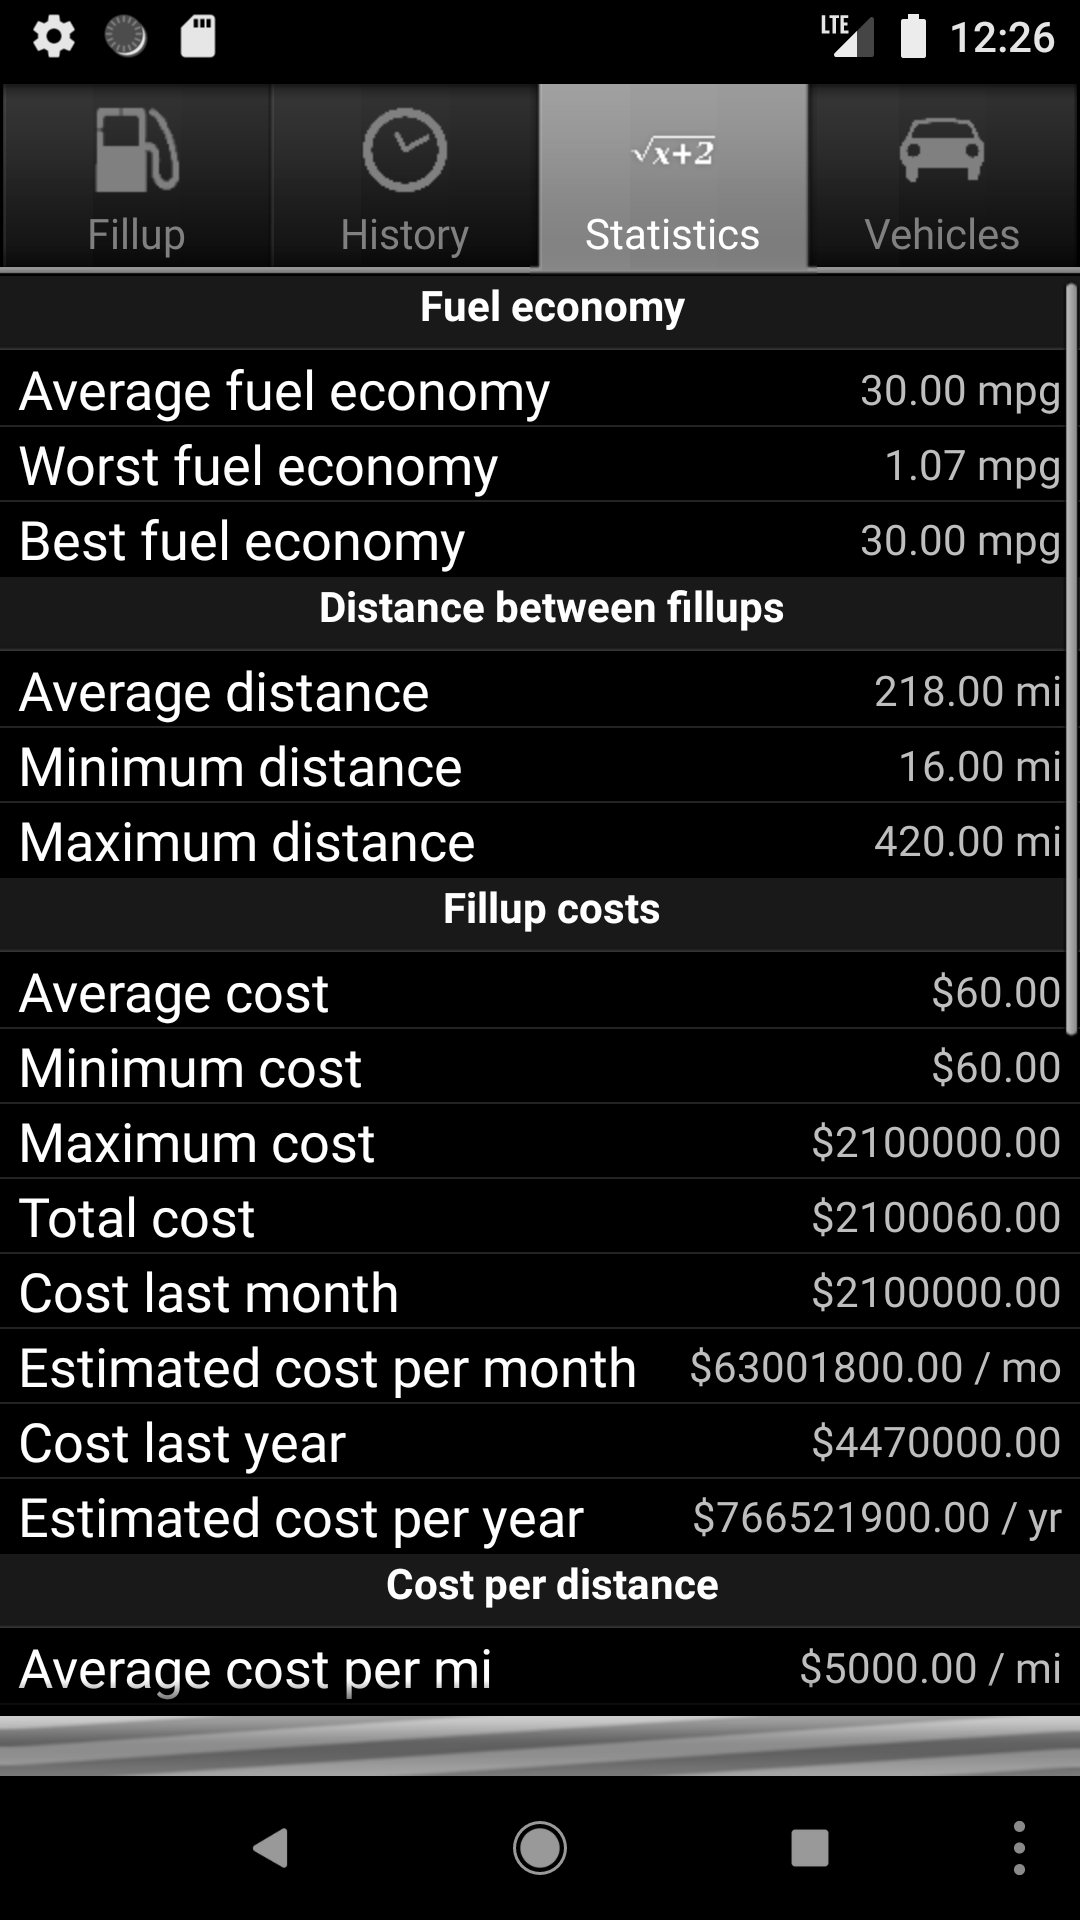 LTE 12:26
√x+2
Fillup History Statistics Vehicles
Fuel economy
Average fuel economy 30.00 mpg
Worst fuel economy 1.07 mpg
Best fuel economy 30.00 mpg
Distance between fillups
Average distance 218.00 mi
Minimum distance 16.00 mi
Maximum distance 420.00 mi
Fillup costs
Average cost $60.00
Minimum cost $60.00
Maximum cost $2100000.00
Total cost $2100060.00
Cost last month $2100000.00
Estimated cost per month $63001800.00 / mo
Cost last year $4470000.00
Estimated cost per year $766521900.00 / yr
Cost per distance
Average cost per mi $5000.00 / mi